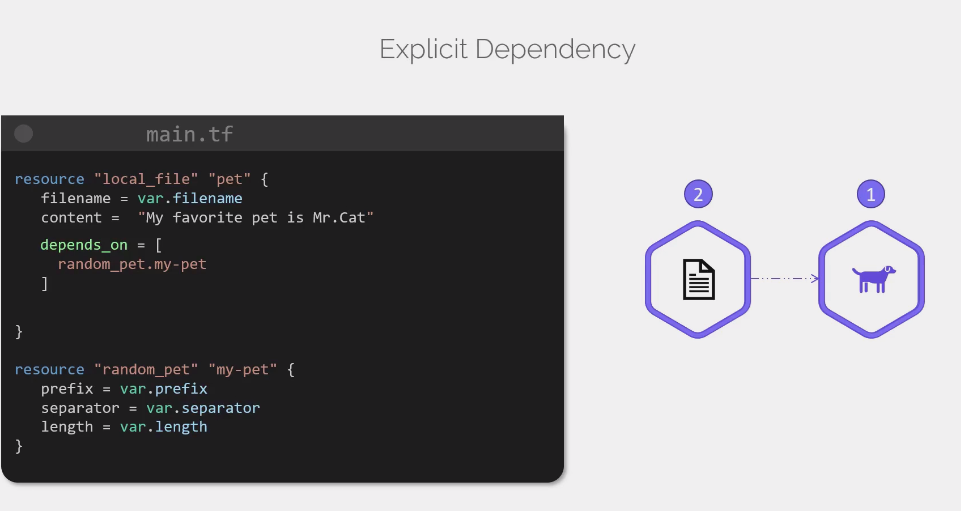 Explicit Dependency
main.tf
resource "local_file" "pet" {
filename = var.filename
content = "My favorite pet is Mr.Cat"
depends_on = [
random_pet.my-pet
]
}
resource "random_pet" "my-pet" {
prefix = var.prefix
separator = var.separator
length = var.length
}
2
1